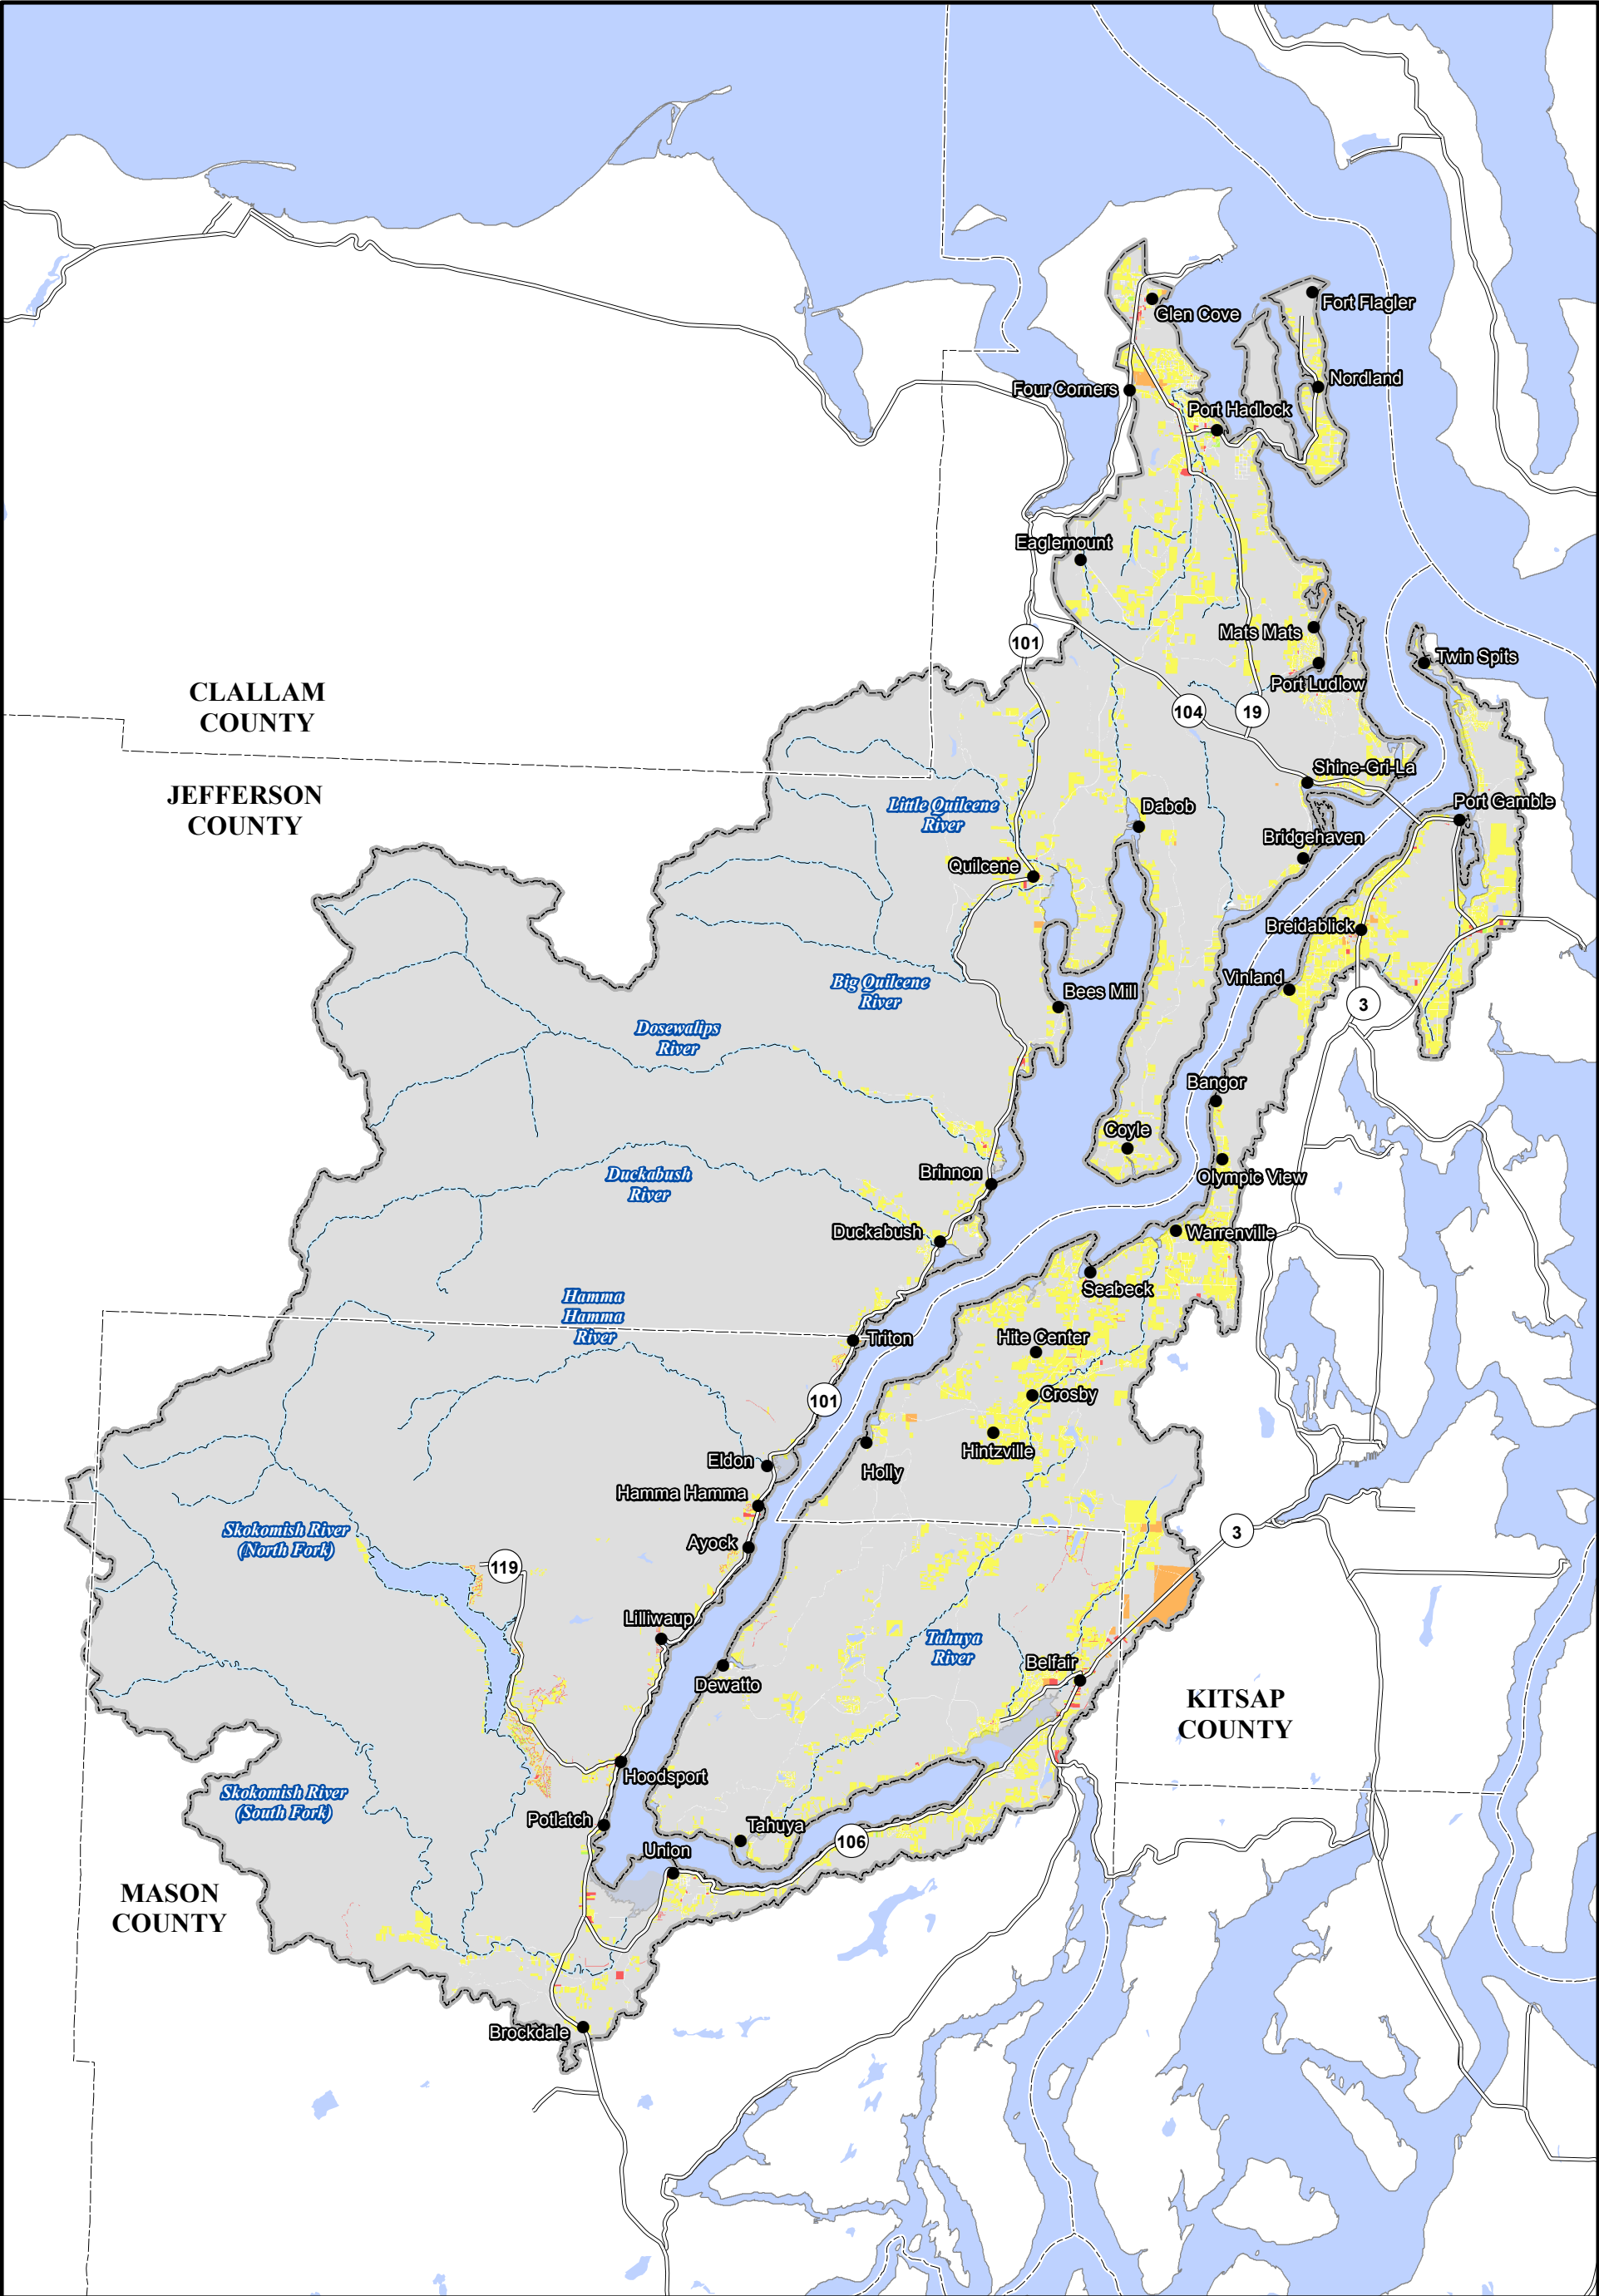 Glen Cove
Fort Flagler
Four Corners
Nordland
Port Hadlock
Eaglemount
101
Mats Mats
Twin Spits
Port Ludlow
CLALLAM
COUNTY
104
19
Shine-Gri-La
JEFFERSON
COUNTY
Little Quilcene
River
Dabob
Port Gamble
Bridgehaven
Quilcene
Breidablick
Big Quilcene
River
Vinland
Bees Mill
3
Dosewalips
River
Bangor
Coyle
Brinnon
Duckabush
River
Olympic View
Duckabush
Warrenville
Seabeck
Hamma
Hamma
River
Triton
Hite Center
101
Crosby
Hintzville
Eldon
Holly
Hamma Hamma
Skokomish River
(North Fork)
Ayock
3
119
Lilliwaup
Tahuya
River
Belfair
Dewatto
KITSAP
COUNTY
Hoodsport
Skokomish River
(South Fork)
Potlatch
Tahuya
106
Union
MASON
COUNTY
Brockdale